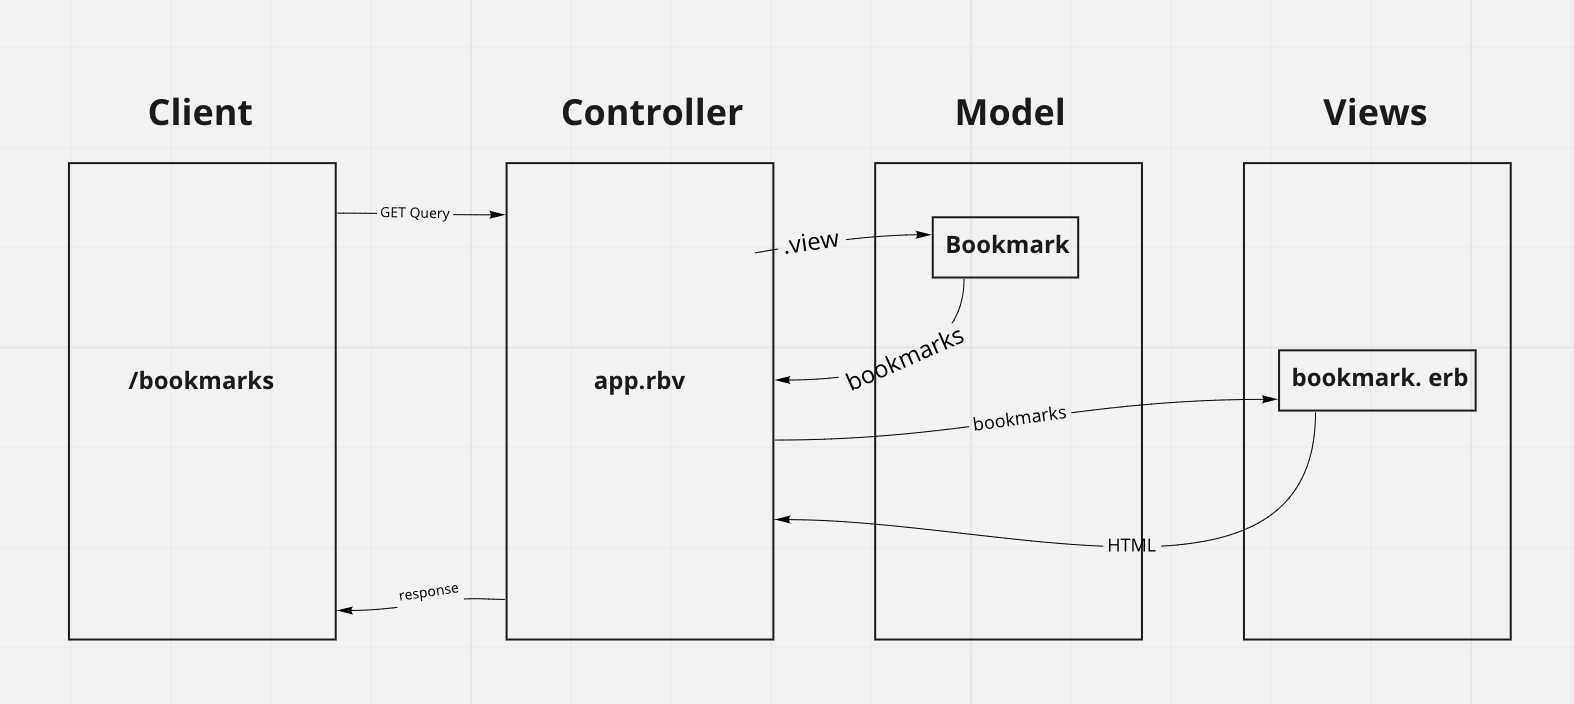 Client
Controller
Model
Views
GET Query
.view
Bookmark
bookmarks
/bookmarks
app.rbv
bookmark. erb
bookmarks
HTML
response